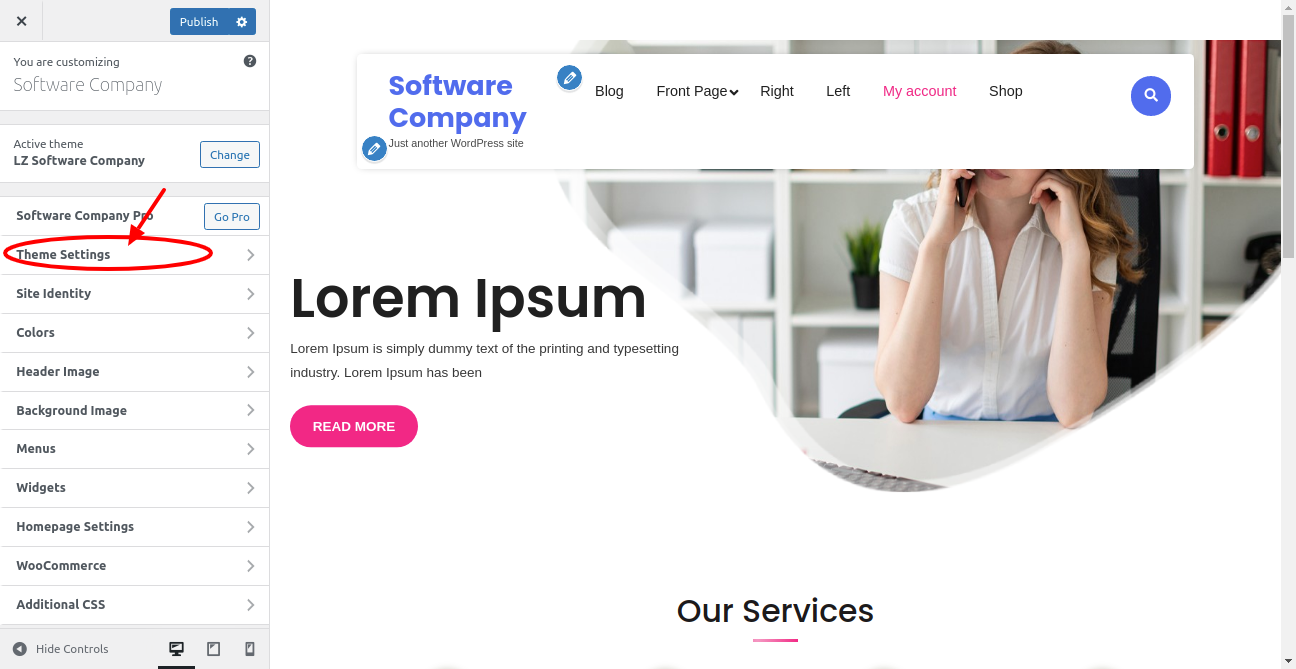 Publish
You are customizing
Software Company
Active theme
LZ Software Company
Change
Software Company Pro
Go Pro
Theme Settings
Site Identity
Colors
Header Image
Background Image
Menus
Widgets
Homepage Settings
WooCommerce
Additional CSS
Hide Controls
Software
Company
Just another WordPress site
Blog
Front Page
Right
Left
My account
Shop
Lorem Ipsum
Lorem Ipsum is simply dummy text of the printing and typesetting
industry. Lorem Ipsum has been
READ MORE
Our Services